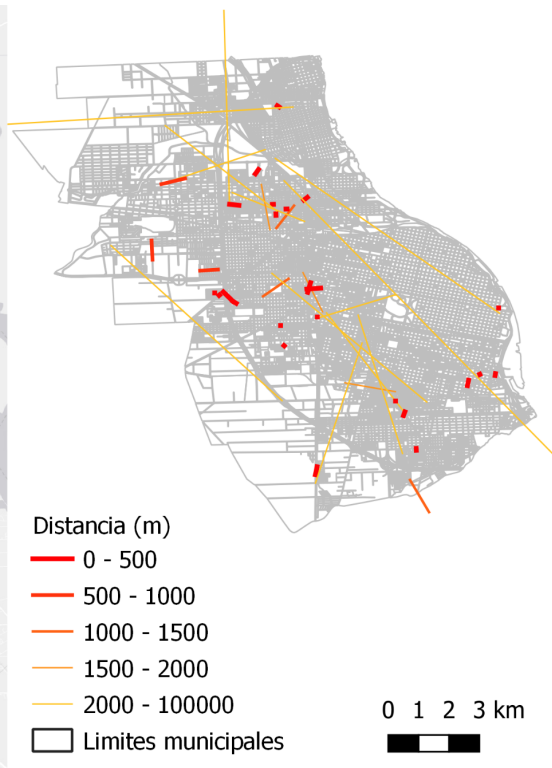 Distancia (m)
0 - 500
500 - 1000
1000 - 1500
1500 - 2000
2000 - 100000
Limites municipales
0 1 2 3 km